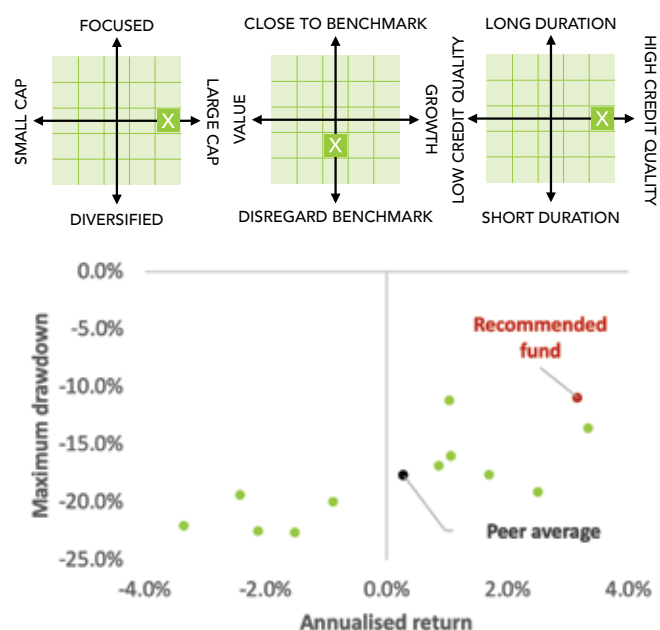 FOCUSED
SMALL CAP
X
LARGE CAP
DIVERSIFIED
CLOSE TO BENCHMARK
VALUE
X
GROWTH
DISREGARD BENCHMARK
LONG DURATION
LOW CREDIT QUALITY
X
HIGH CREDIT QUALITY
SHORT DURATION
Maximum drawdown
0.0%
-5.0%
-10.0%
-15.0%
-20.0%
-25.0%
Recommended
fund
Peer average
-4.0%
-2.0%
0.0%
2.0%
4.0%
Annualised return